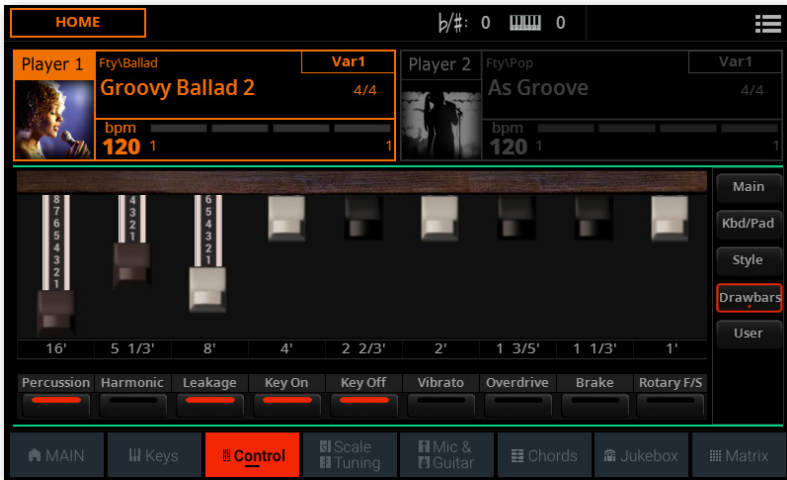 HOME
♭/♯: 0 0
Player 1 Fty\Ballad Var1
Groovy Ballad 2 4/4
bpm
120 1 1
Player 2 Fty\Pop Var1
As Groove 4/4
bpm
120 1 1
8 4 6
7 3 5
6 2 4
5 1 3
4 2
3 1
2
1
16' 5 1/3' 8' 4' 2 2/3' 2' 1 3/5' 1 1/3' 1'
Percussion Harmonic Leakage Key On Key Off Vibrato Overdrive Brake Rotary F/S
Main
Kbd/Pad
Style
Drawbars
User
MAIN Keys Control Scale Tuning Mic & Guitar Chords Jukebox Matrix